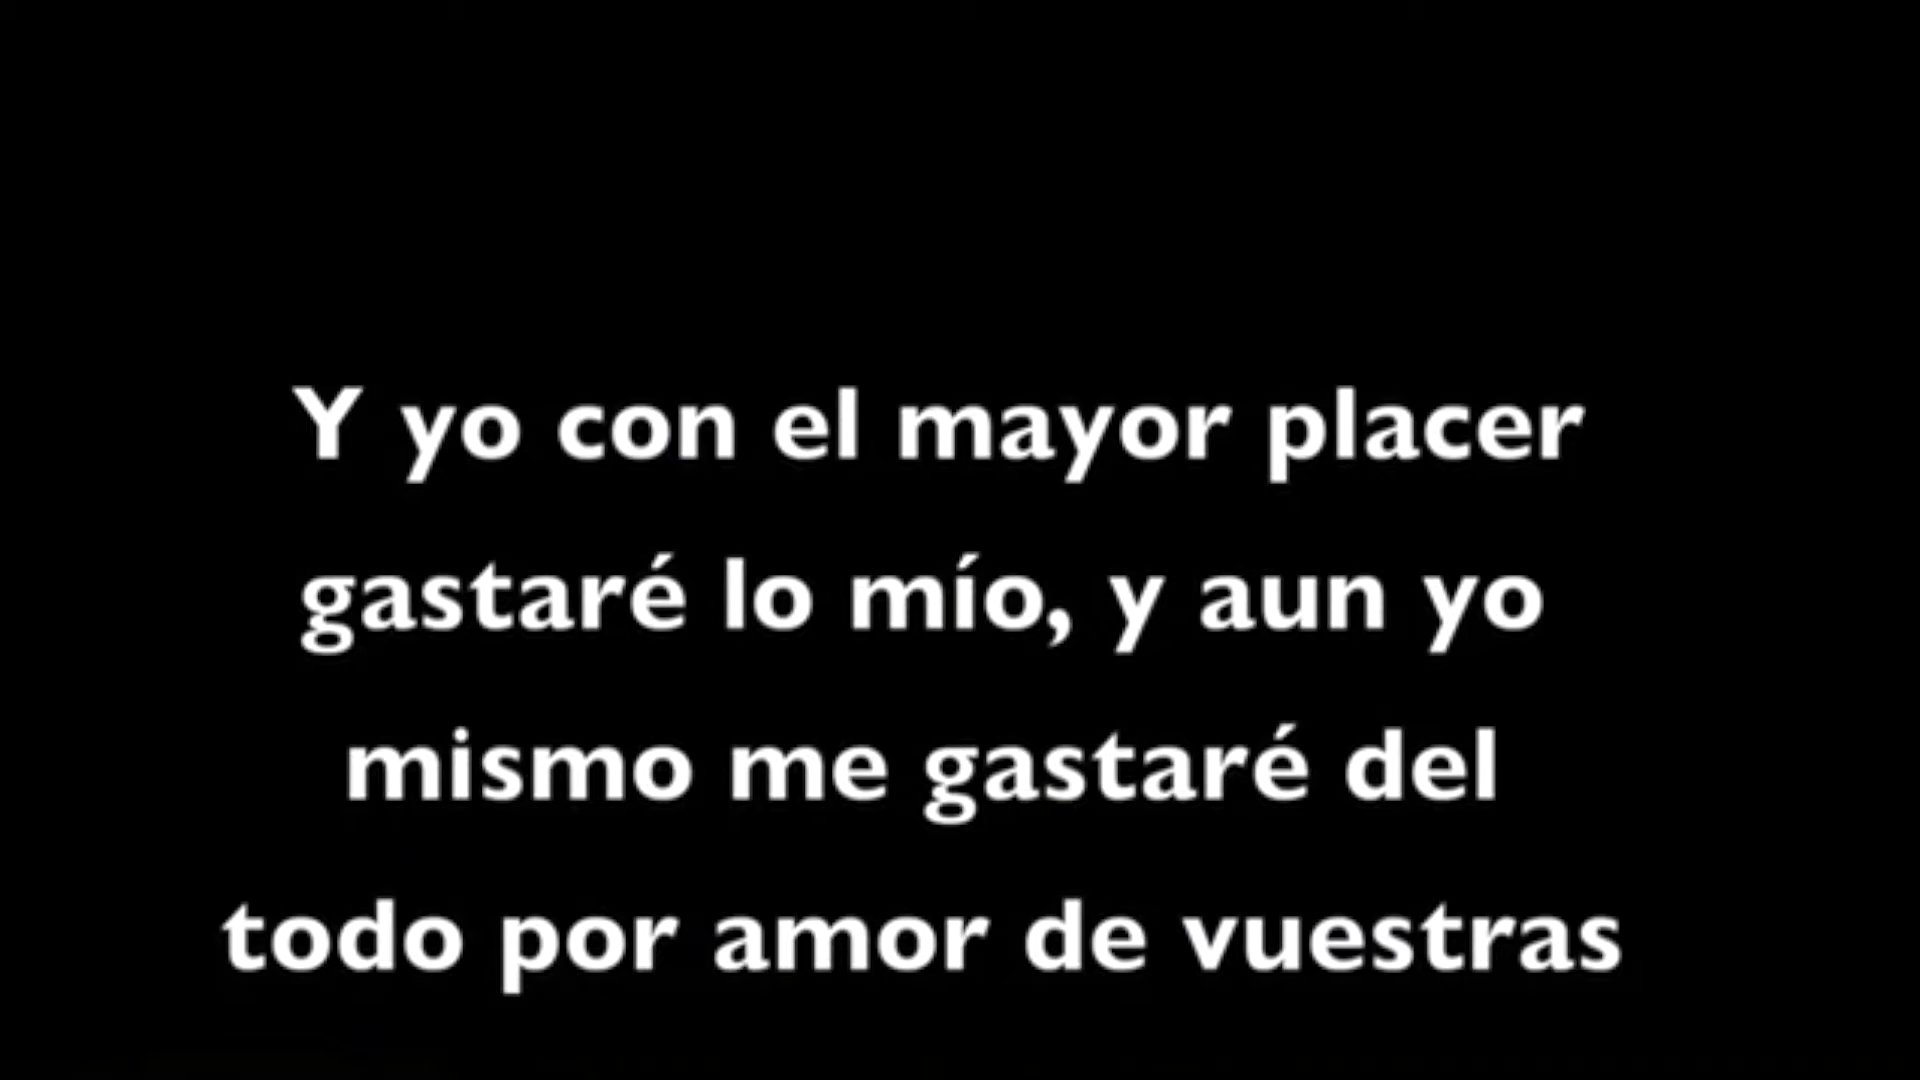 Y yo con el mayor placer
gastaré lo mío, y aun yo
mismo me gastaré del
todo por amor de vuestras